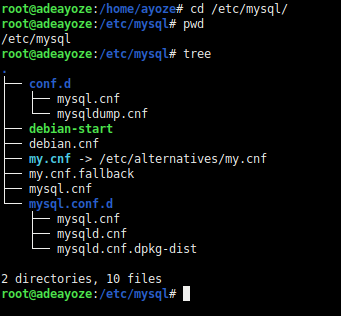 root@adeayoze:/home/ayoze# cd /etc/mysql/
root@adeayoze:/etc/mysql# pwd
/etc/mysql
root@adeayoze:/etc/mysql# tree
.
├── conf.d
│   ├── mysql.cnf
│   └── mysqldump.cnf
├── debian-start
├── debian.cnf
├── my.cnf -> /etc/alternatives/my.cnf
├── my.cnf.fallback
├── mysql.cnf
└── mysql.conf.d
    ├── mysql.cnf
    ├── mysqld.cnf
    └── mysqld.cnf.dpkg-dist

2 directories, 10 files
root@adeayoze:/etc/mysql#